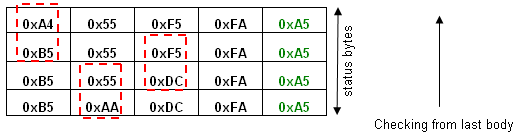 0xA4 0x55 0xF5 0xFA 0xA5
0xB5 0x55 0xF5 0xFA 0xA5
0xB5 0x55 0xDC 0xFA 0xA5
0xB5 0xAA 0xDC 0xFA 0xA5
status bytes
Checking from last body